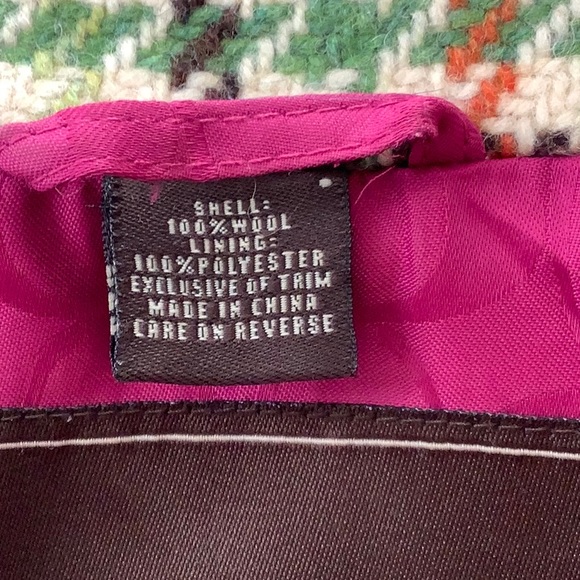 SHELL:
100% WOOL
LINING:
100% POLYESTER
EXCLUSIVE OF TRIM
MADE IN CHINA
CARE ON REVERSE